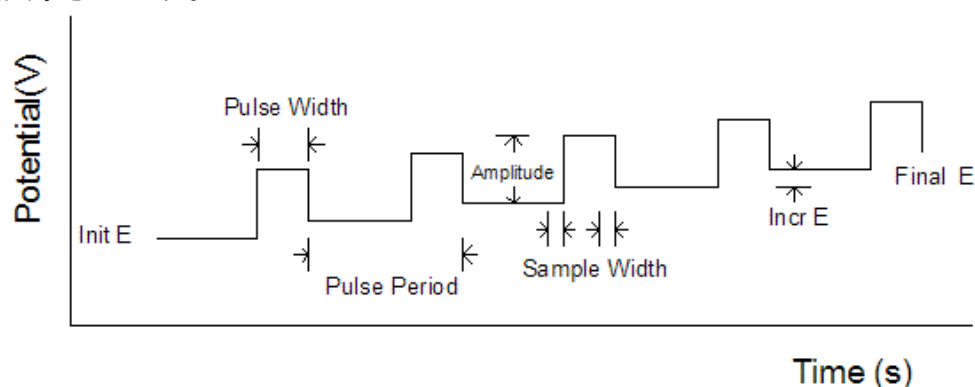 Potential(V)
Pulse Width
Amplitude
Final E
Incr E
Init E
Sample Width
Pulse Period
Time (s)